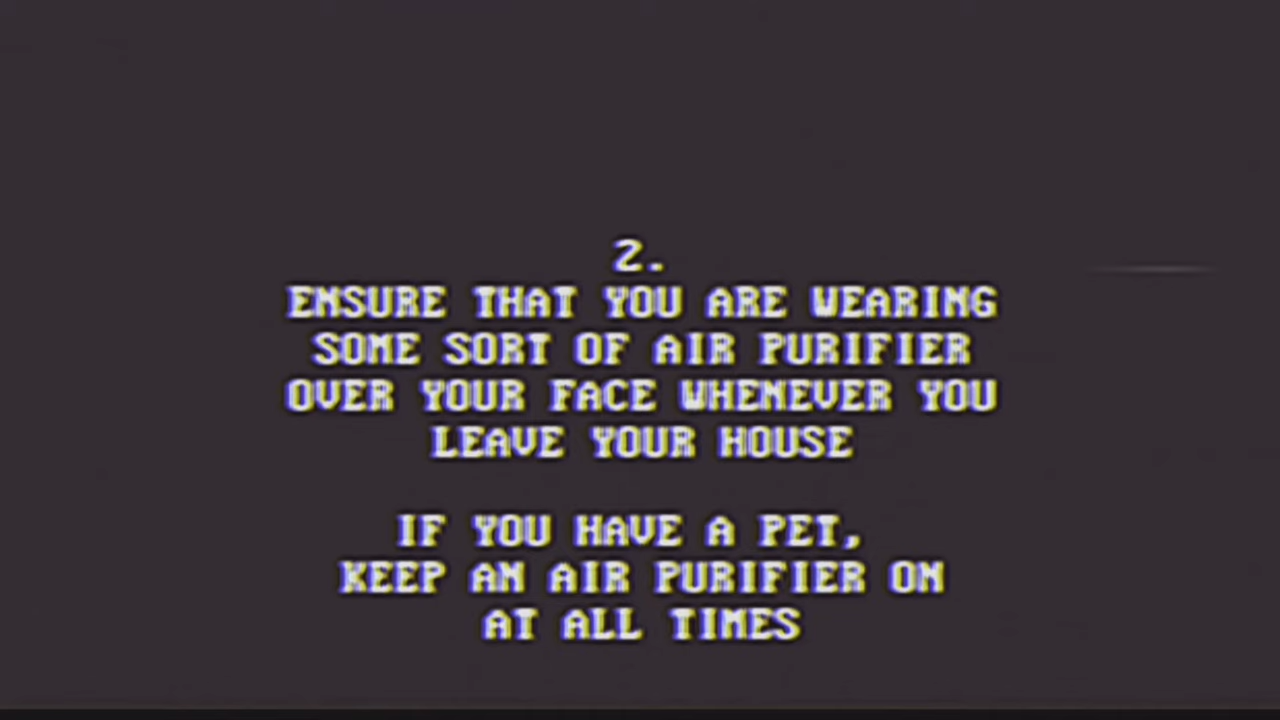 2.
ENSURE THAT YOU ARE WEARING
SOME SORT OF AIR PURIFIER
OVER YOUR FACE WHENEVER YOU
LEAVE YOUR HOUSE
IF YOU HAVE A PET,
KEEP AN AIR PURIFIER ON
AT ALL TIMES